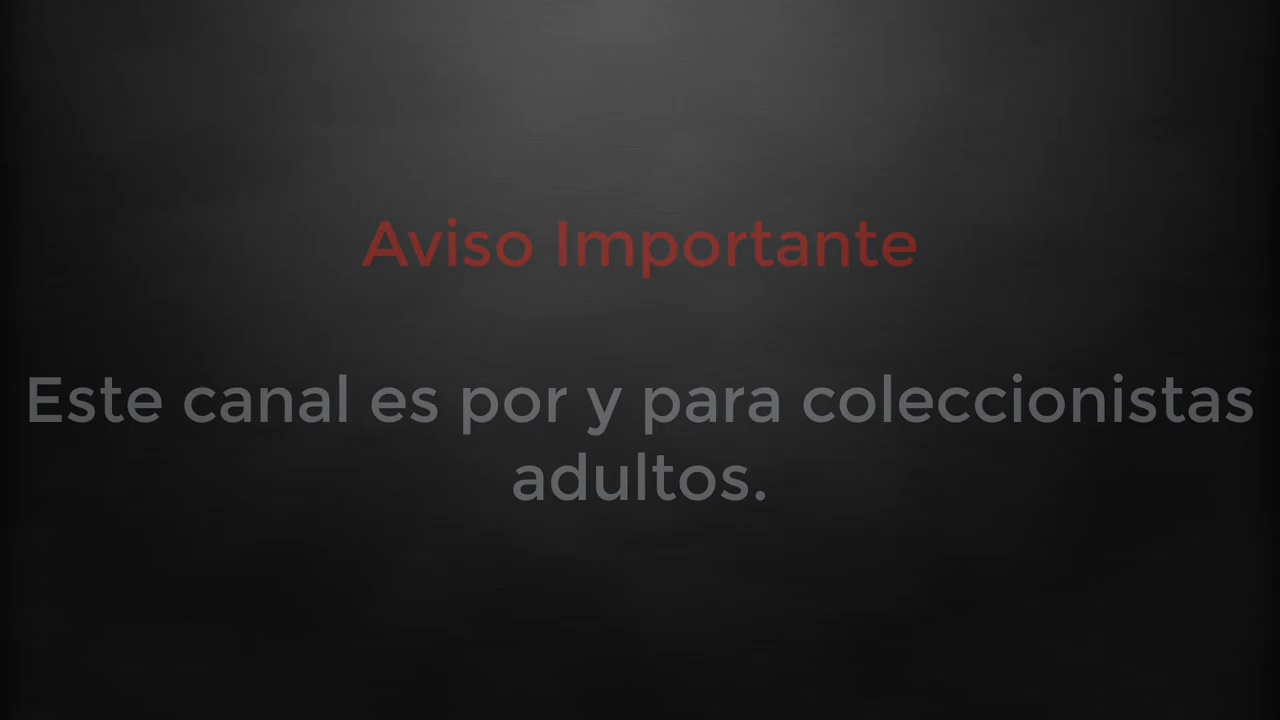 Aviso Importante
Este canal es por y para coleccionistas
adultos.